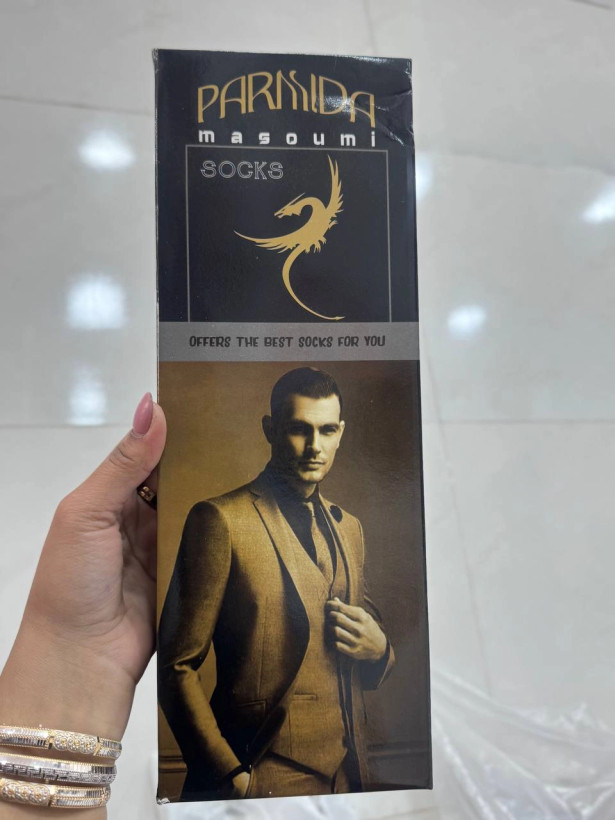 PARMIDA
masoumi
SOCKS
OFFERS THE BEST SOCKS FOR YOU